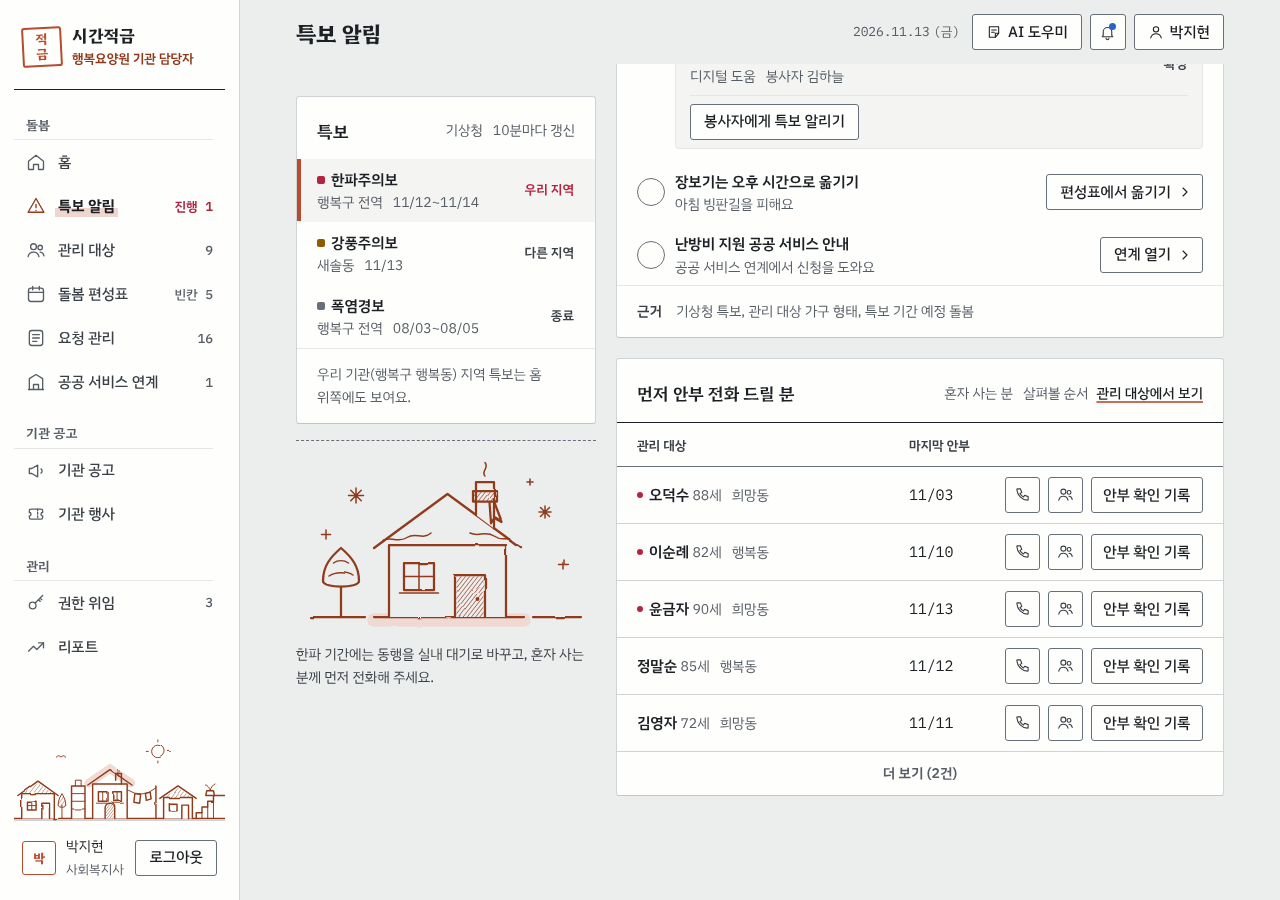 적금
시간적금
행복요양원 기관 담당자
돌봄
홈
특보 알림 진행 1
관리 대상 9
돌봄 편성표 빈칸 5
요청 관리 16
공공 서비스 연계 1
기관 공고
기관 공고
기관 행사
관리
권한 위임 3
리포트
박
박지현
사회복지사
로그아웃
특보 알림
2026.11.13 (금)
AI 도우미
박지현
특보
기상청 10분마다 갱신
한파주의보
행복구 전역 11/12~11/14
우리 지역
강풍주의보
새솔동 11/13
다른 지역
폭염경보
행복구 전역 08/03~08/05
종료
우리 기관(행복구 행복동) 지역 특보는 홈
위쪽에도 보여요.
한파 기간에는 동행을 실내 대기로 바꾸고, 혼자 사는
분께 먼저 전화해 주세요.
디지털 도움 봉사자 김하늘
봉사자에게 특보 알리기
장보기는 오후 시간으로 옮기기
아침 빙판길을 피해요
편성표에서 옮기기
난방비 지원 공공 서비스 안내
공공 서비스 연계에서 신청을 도와요
연계 열기
근거 기상청 특보, 관리 대상 가구 형태, 특보 기간 예정 돌봄
먼저 안부 전화 드릴 분
혼자 사는 분 살펴볼 순서 관리 대상에서 보기
관리 대상 마지막 안부
오덕수 88세 희망동 11/03 안부 확인 기록
이순례 82세 행복동 11/10 안부 확인 기록
윤금자 90세 희망동 11/13 안부 확인 기록
정말순 85세 행복동 11/12 안부 확인 기록
김영자 72세 희망동 11/11 안부 확인 기록
더 보기 (2건)